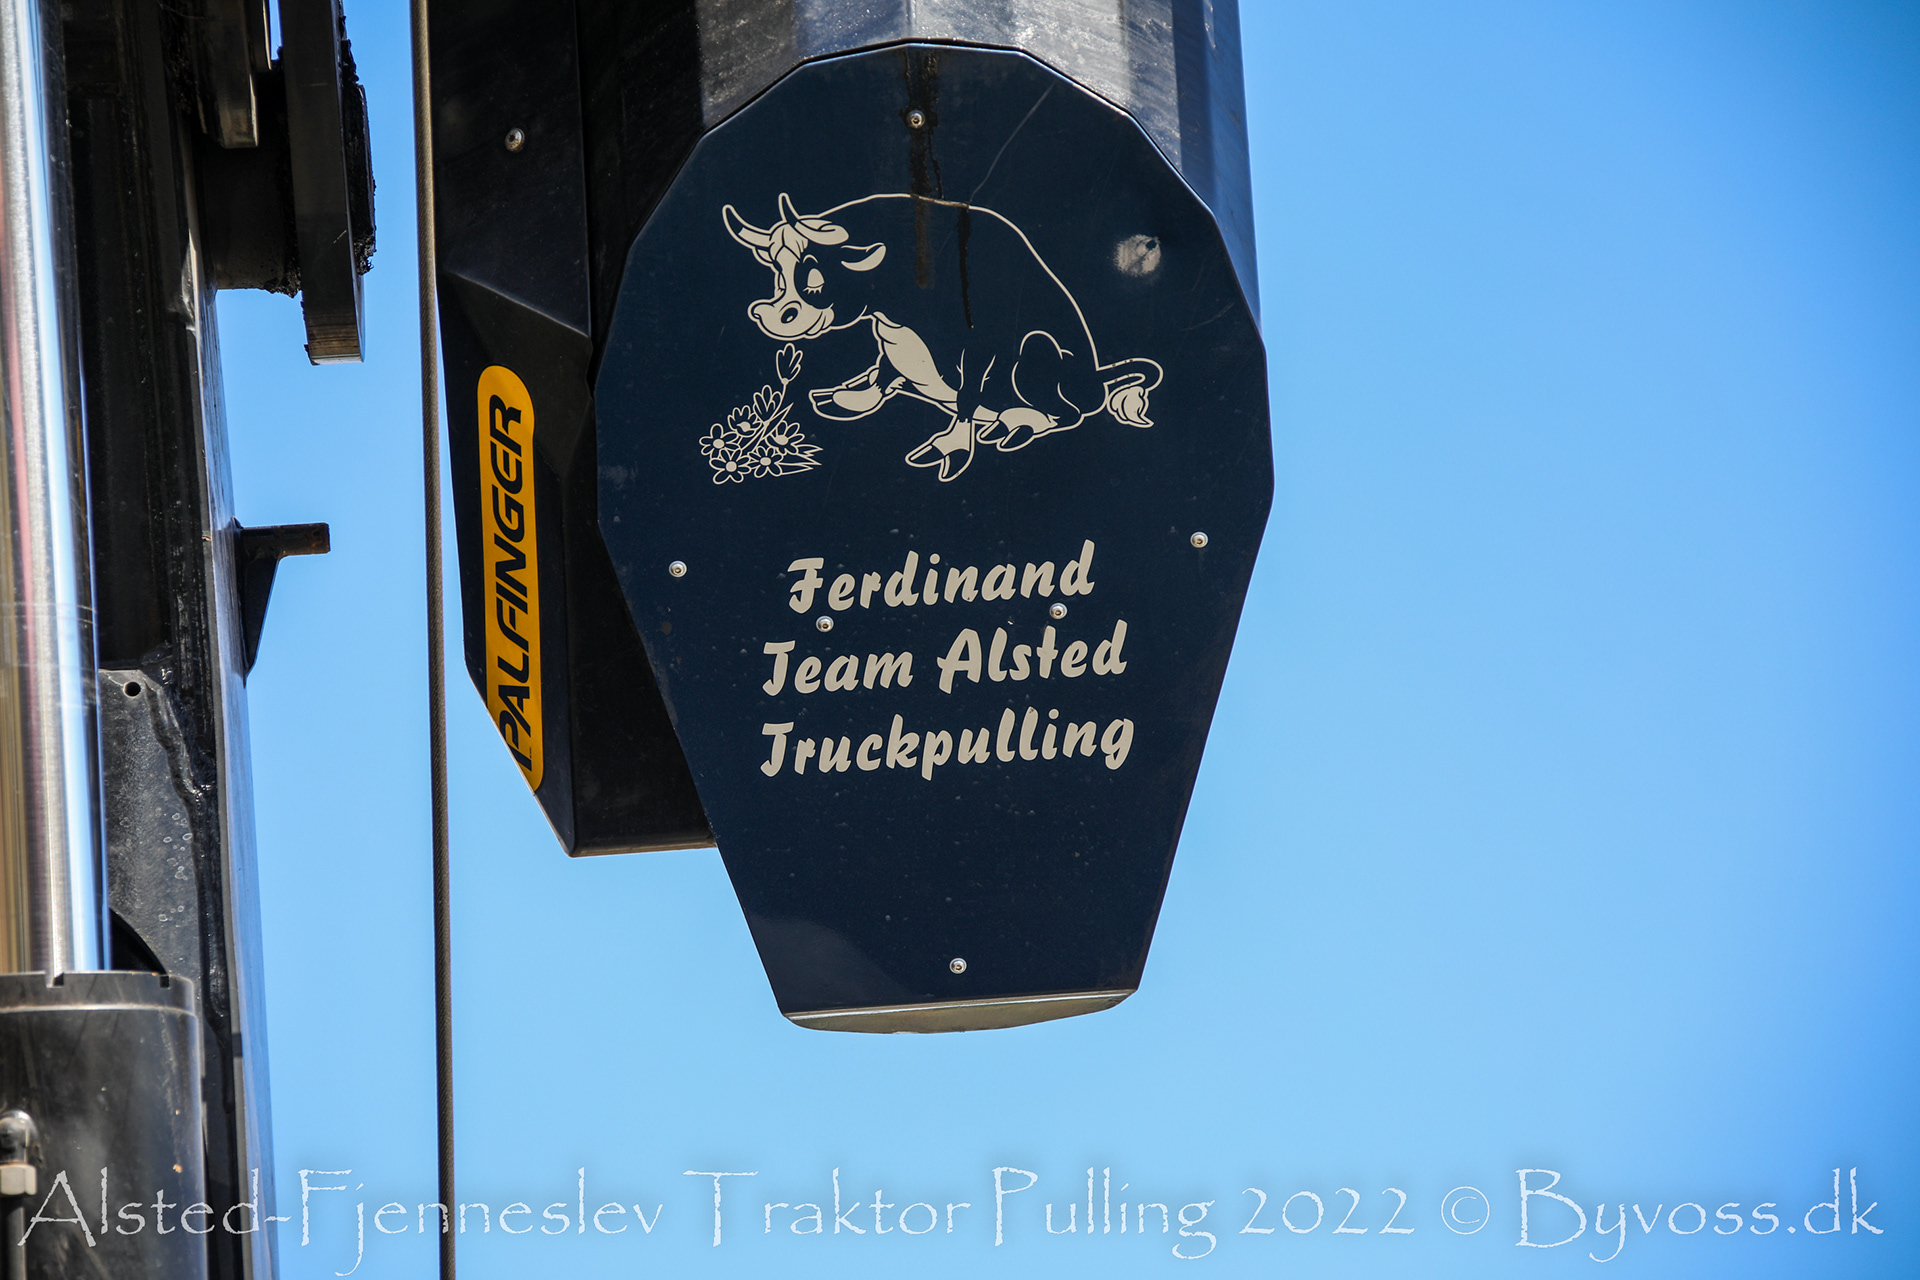 PALFINGER
Ferdinand
Team Alsted
Truckpulling
Alsted-Fjenneslev Traktor Pulling 2022 © Byvoss.dk